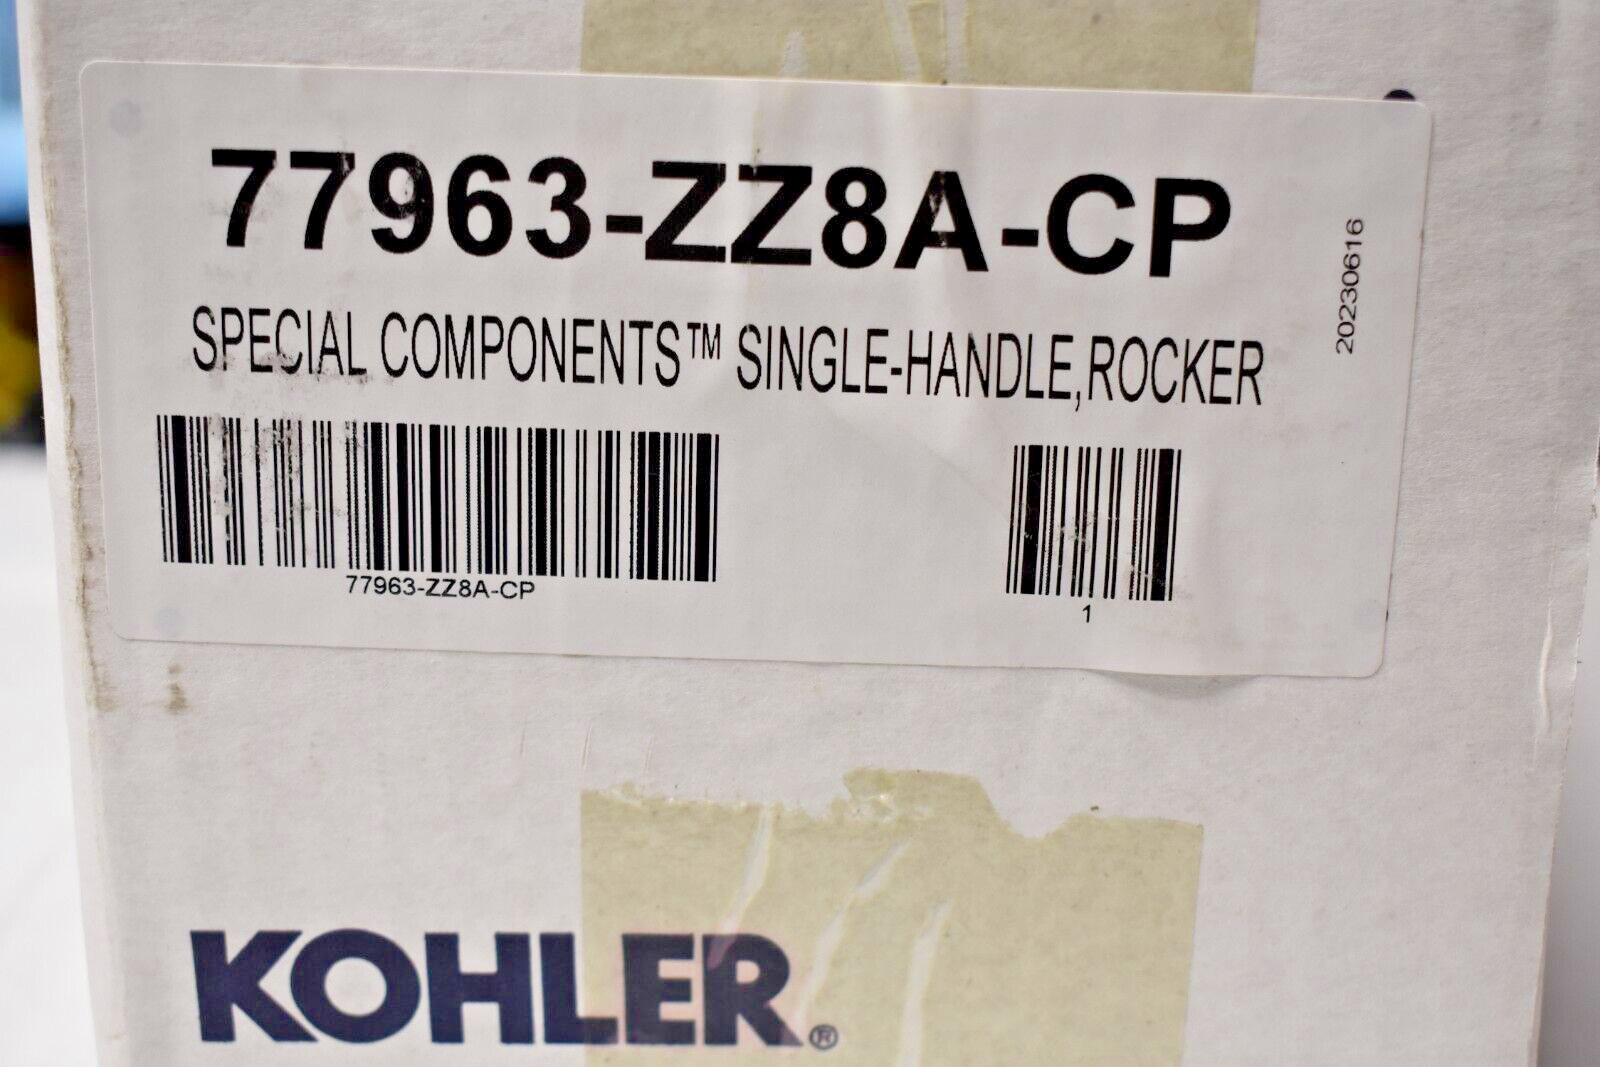 77963-ZZ8A-CP
20230616
SPECIAL COMPONENTS™ SINGLE-HANDLE,ROCKER
77963-ZZ8A-CP
1
KOHLER®